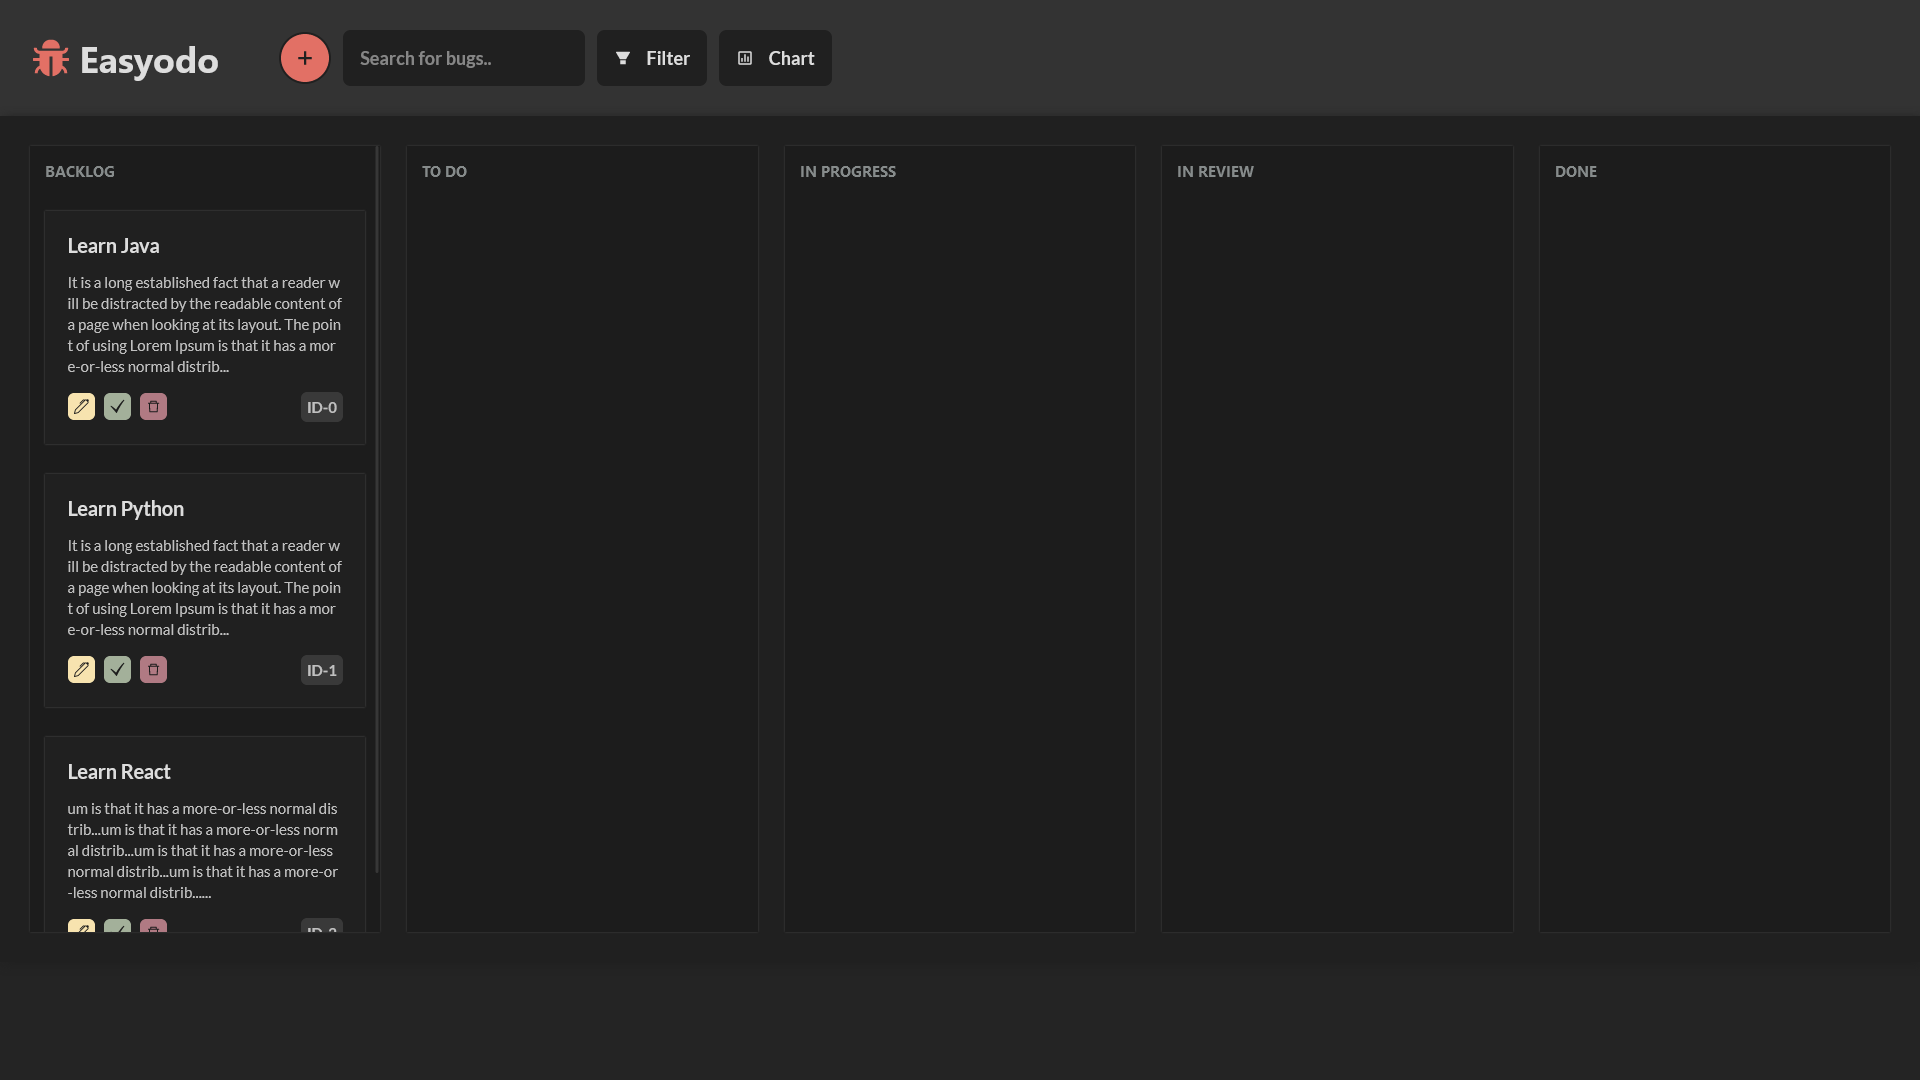 Easyodo
+
Search for bugs..
Filter
Chart
BACKLOG
Learn Java
It is a long established fact that a reader w
ill be distracted by the readable content of
a page when looking at its layout. The poin
t of using Lorem Ipsum is that it has a mor
e-or-less normal distrib...
ID-0
Learn Python
It is a long established fact that a reader w
ill be distracted by the readable content of
a page when looking at its layout. The poin
t of using Lorem Ipsum is that it has a mor
e-or-less normal distrib...
ID-1
Learn React
um is that it has a more-or-less normal dis
trib...um is that it has a more-or-less norm
al distrib...um is that it has a more-or-less
normal distrib...um is that it has a more-or
-less normal distrib......
ID-2
TO DO
IN PROGRESS
IN REVIEW
DONE